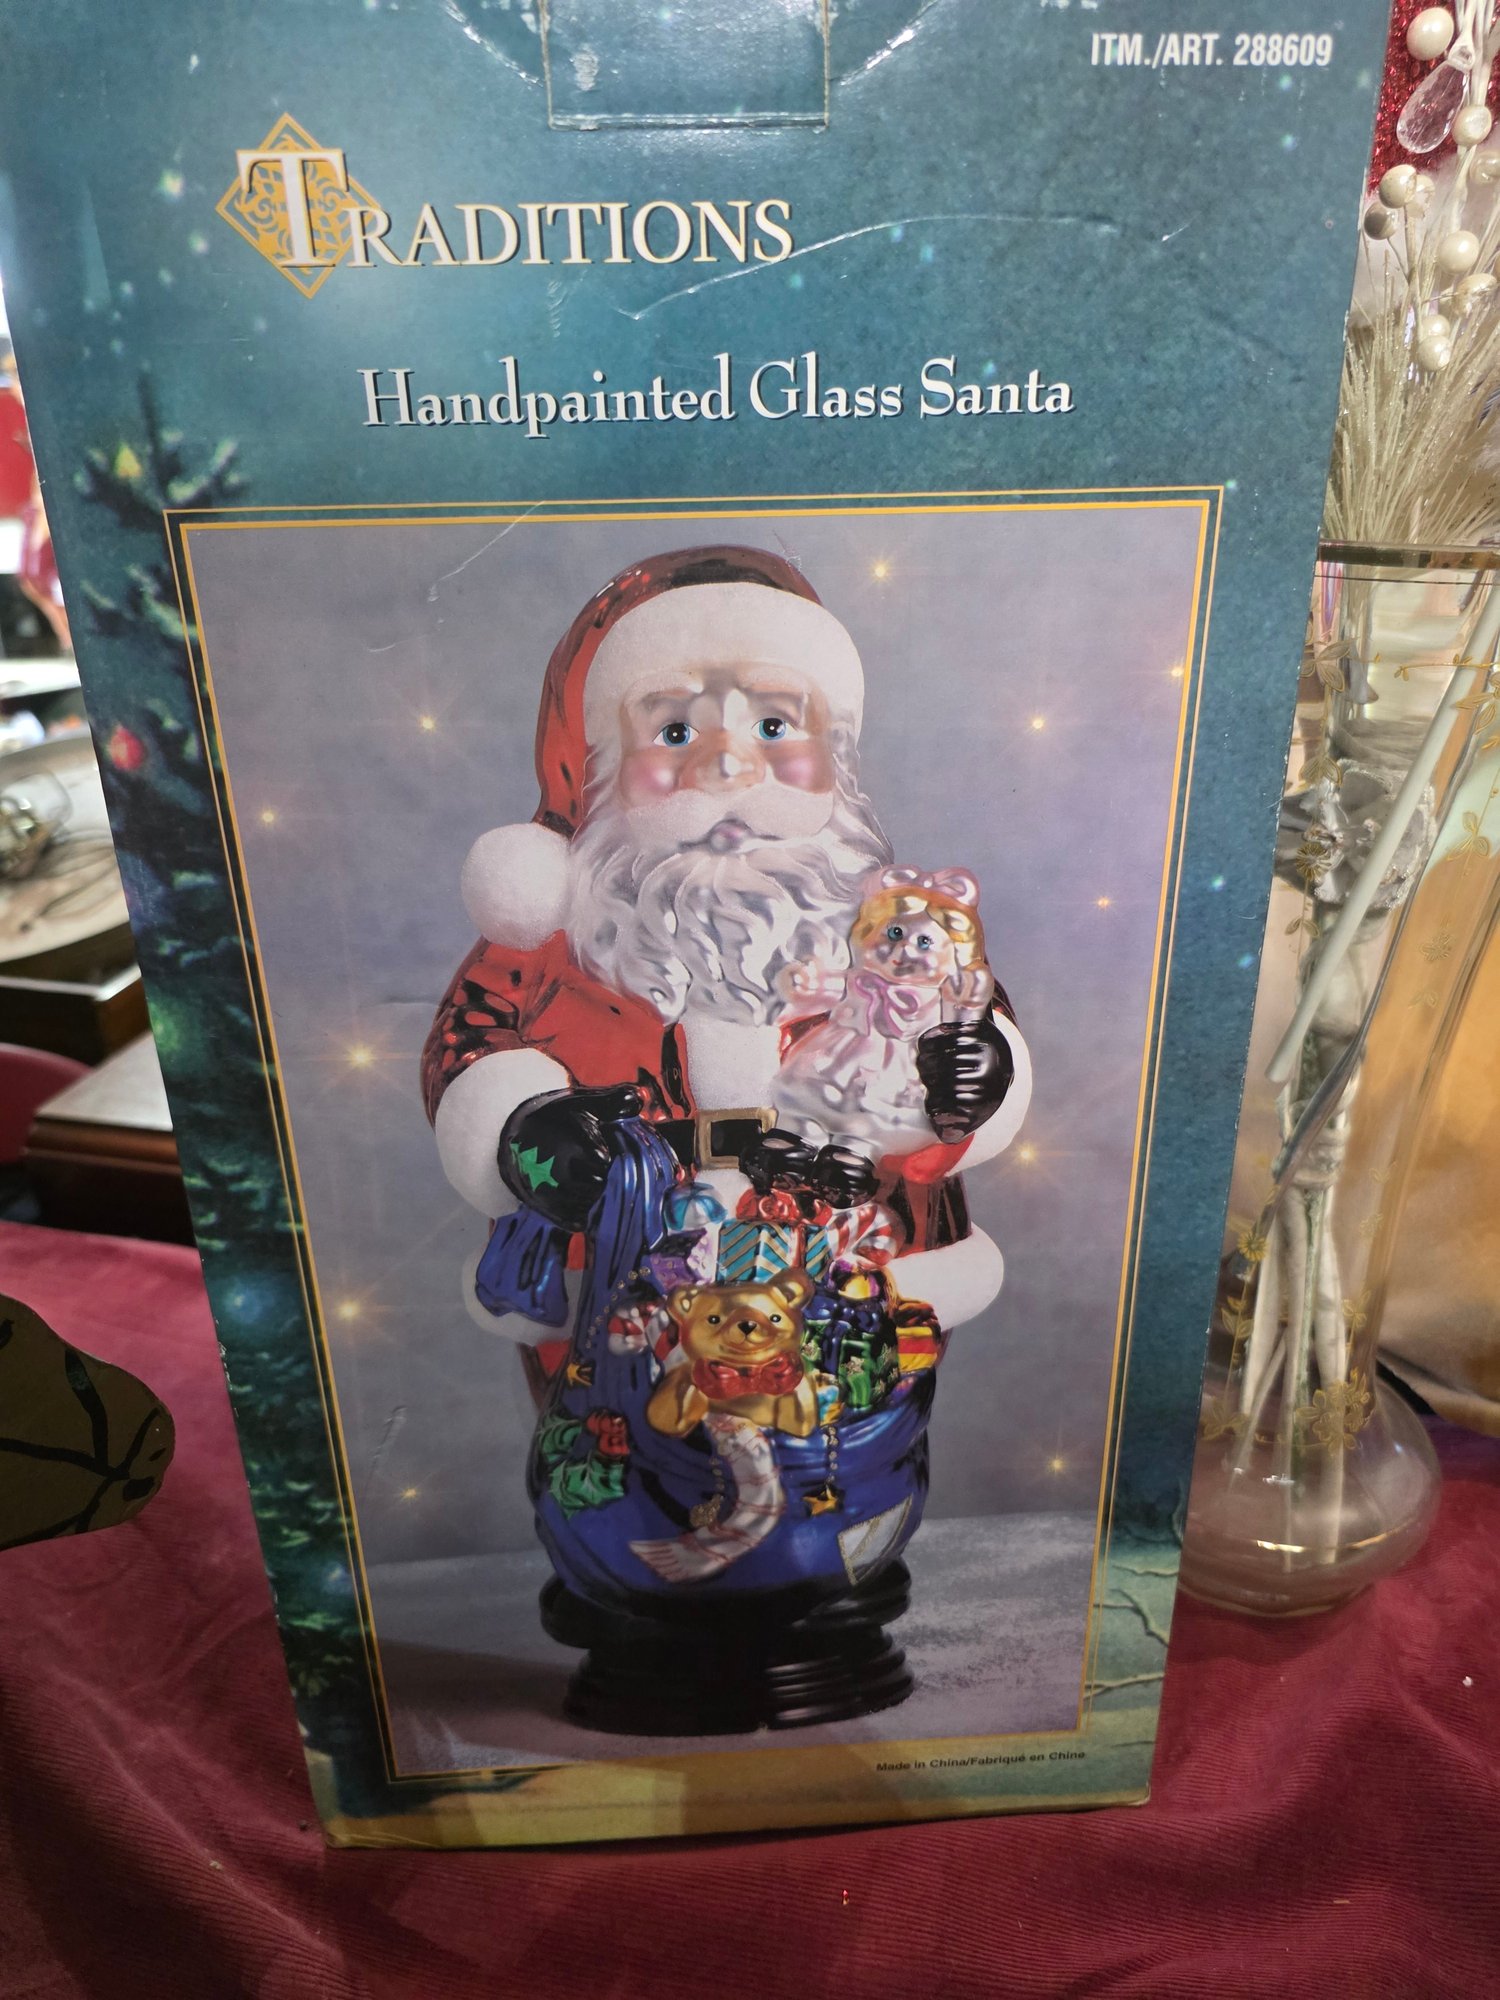 ITM./ART. 288609
TRADITIONS
Handpainted Glass Santa
Made in China/Fabriqué en Chine